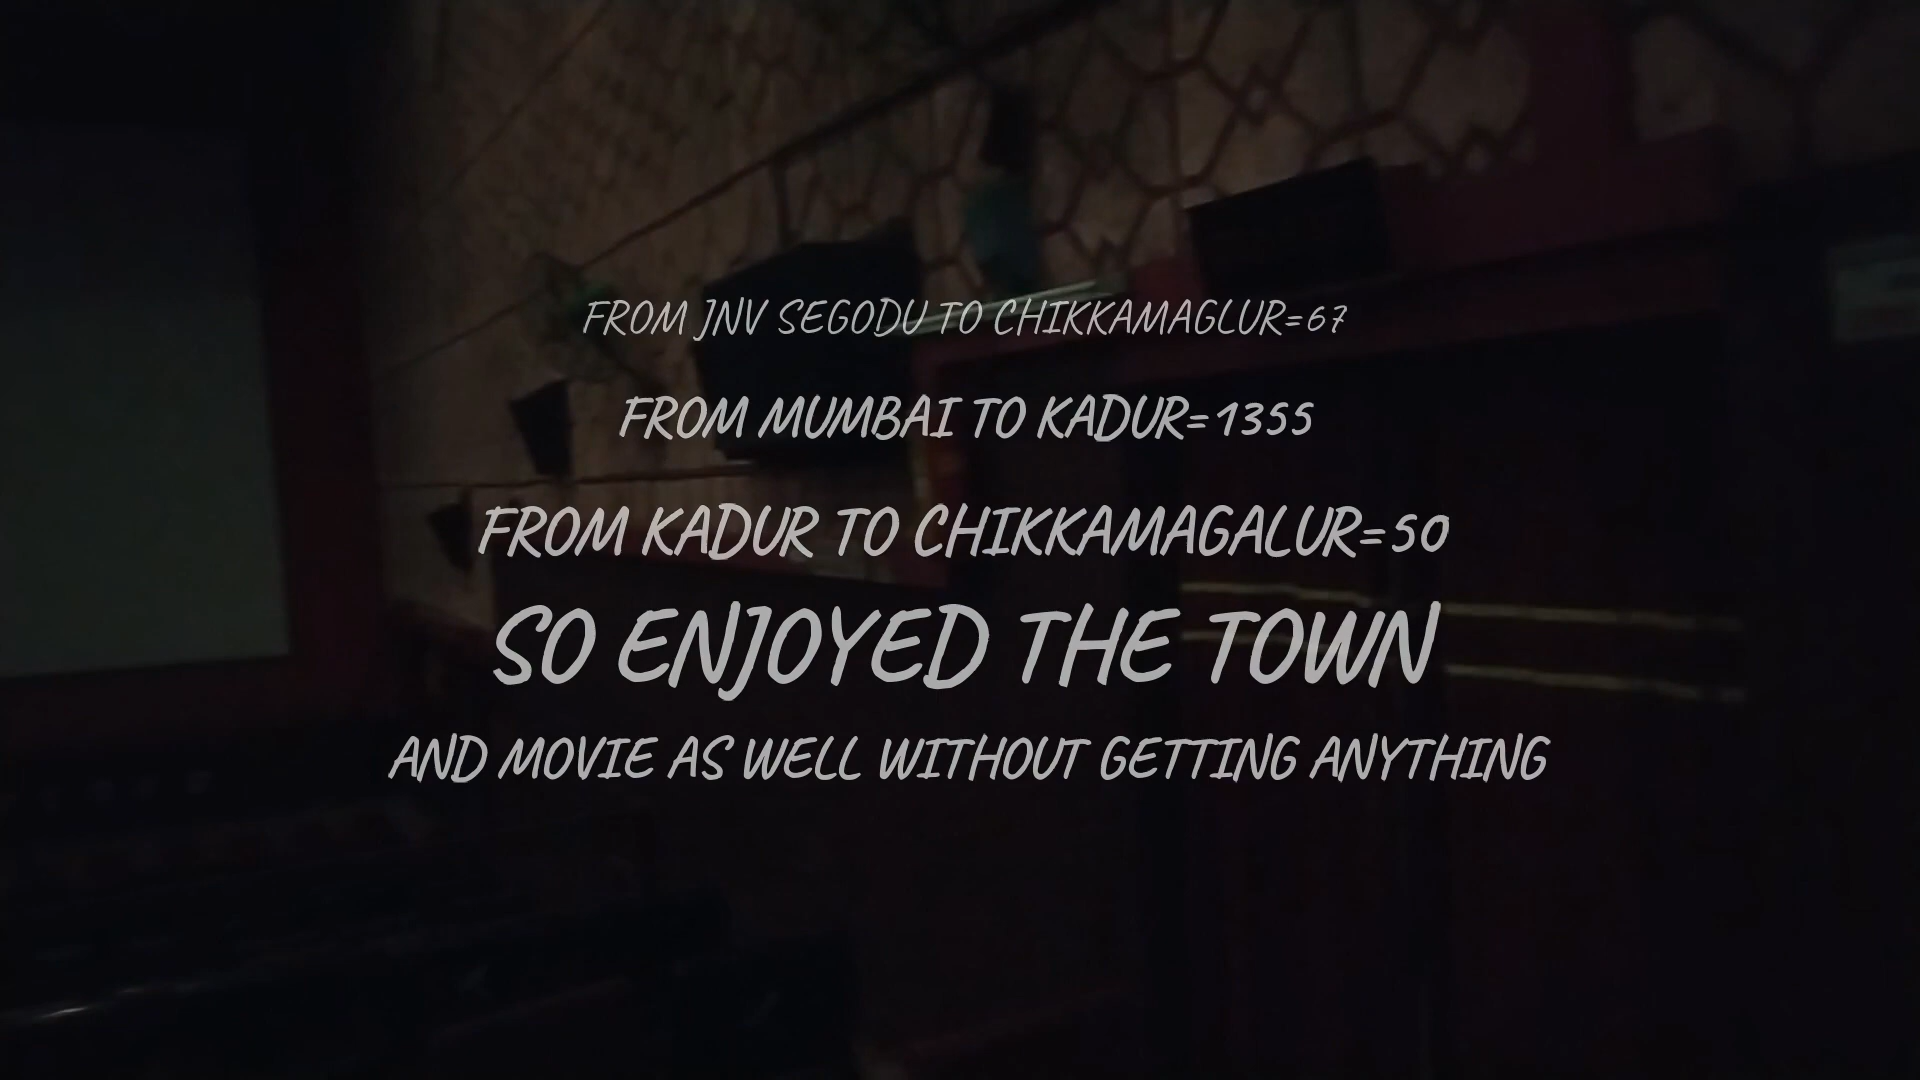 FROM JNV SEGODU TO CHIKKAMAGLUR=67
FROM MUMBAI TO KADUR=1355
FROM KADUR TO CHIKKAMAGALUR=50
SO ENJOYED THE TOWN
AND MOVIE AS WELL WITHOUT GETTING ANYTHING